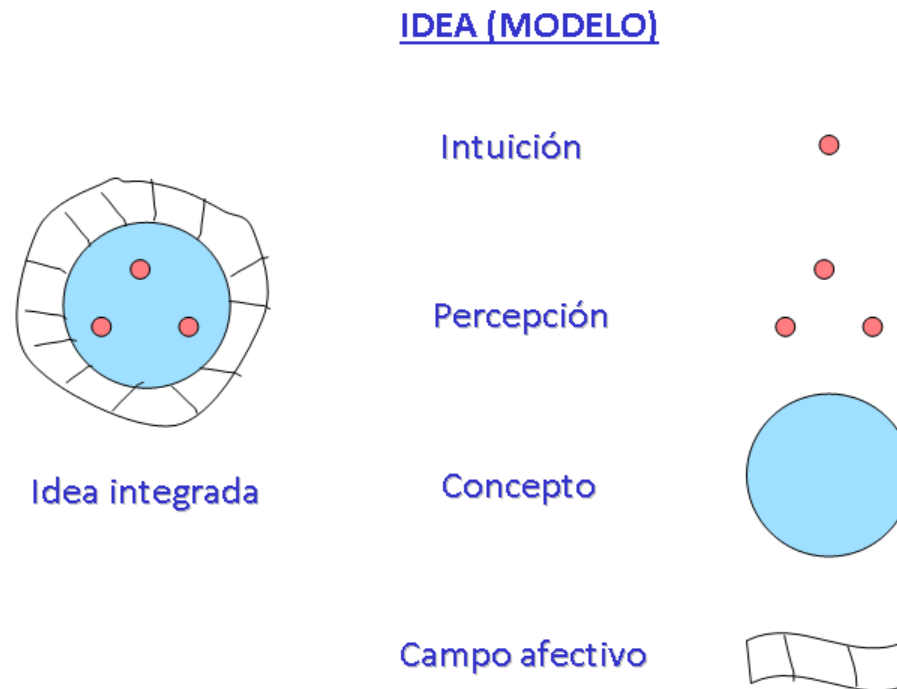 IDEA (MODELO)
Intuición
Percepción
Idea integrada
Concepto
Campo afectivo